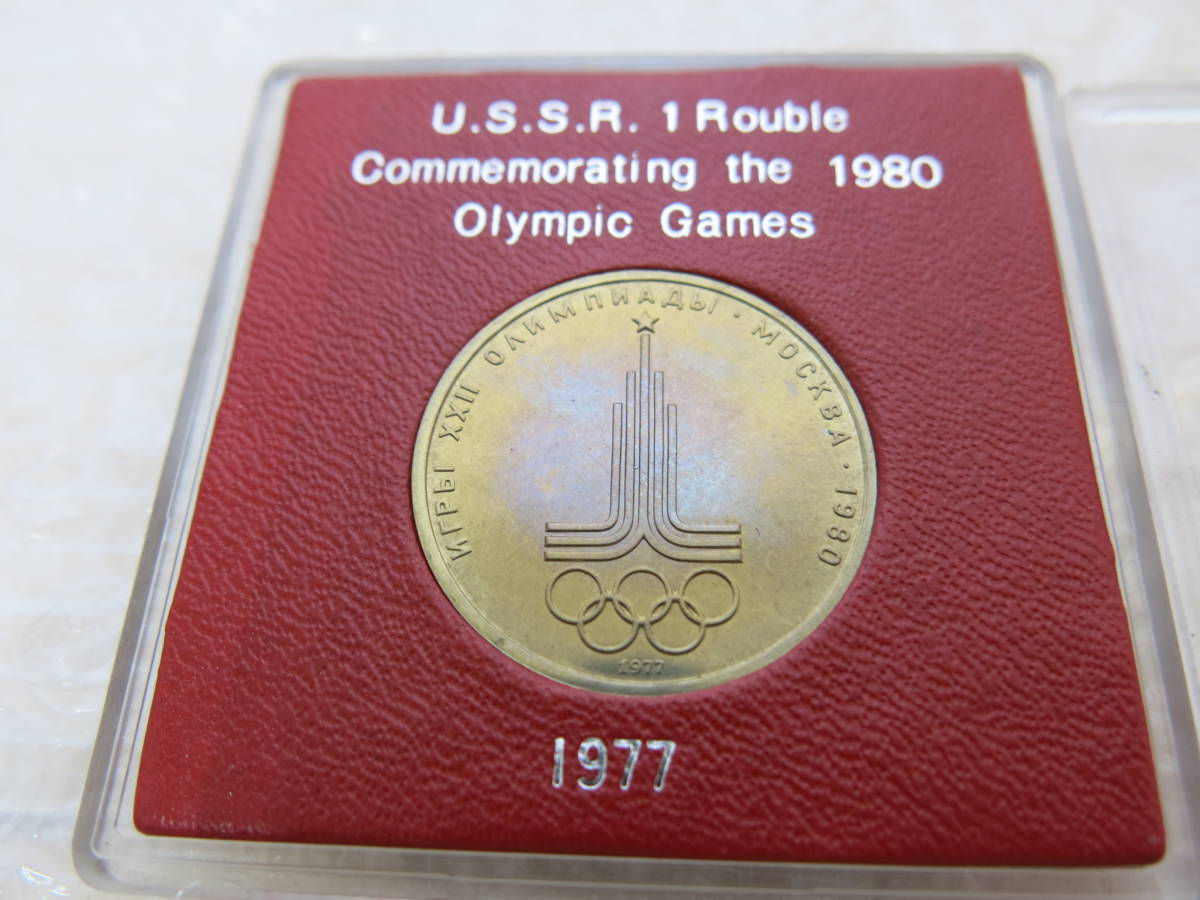 U.S.S.R. 1 Rouble
Commemorating the 1980
Olympic Games
ИГРЫ XXII ОЛИМПИАДЫ · МОСКВА · 1980
1977
1977